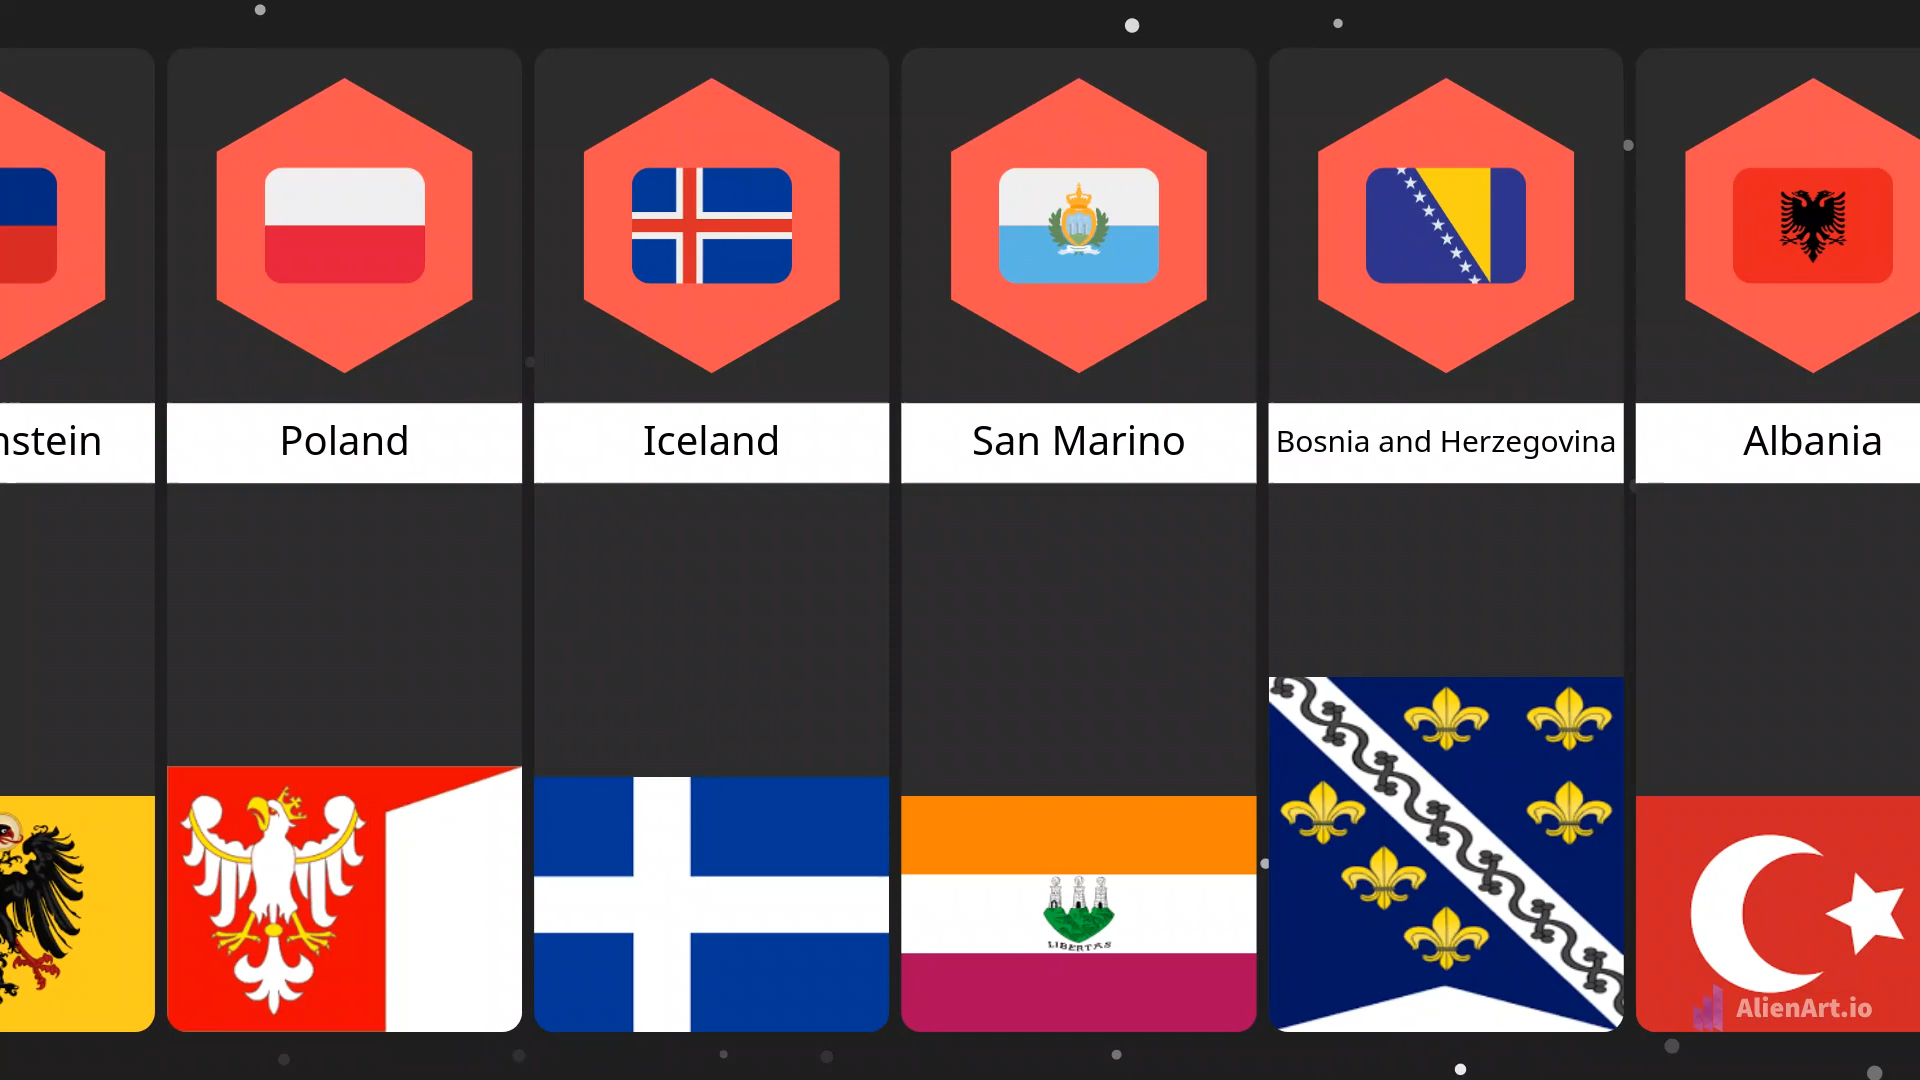 nstein
Poland
Iceland
San Marino
Bosnia and Herzegovina
Albania
LIBERTAS
AlienArt.io